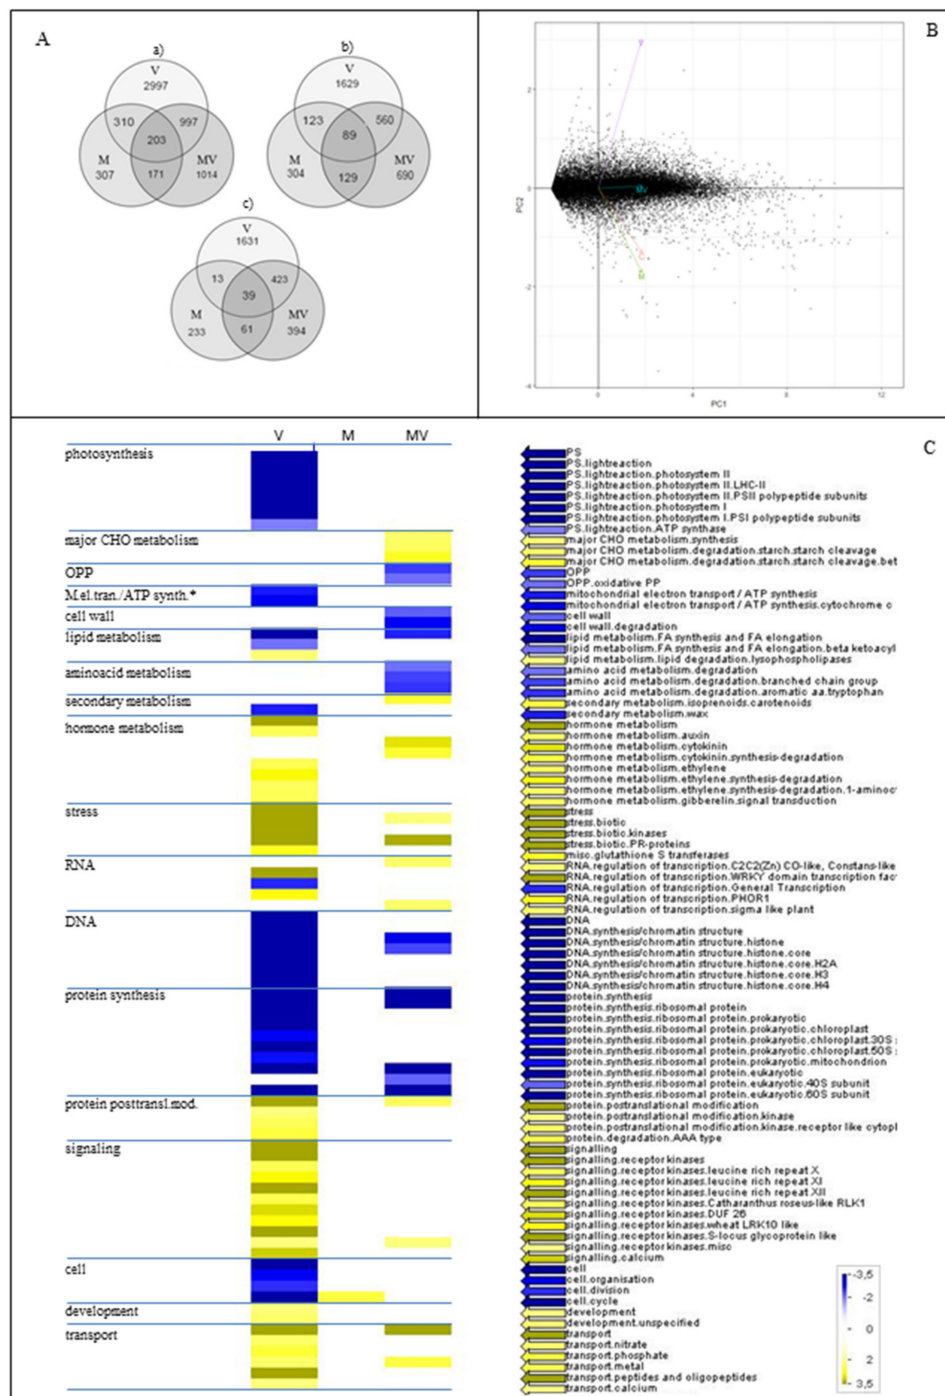 A
a)
V
2997
310
997
203
M
307
171
MV
1014
b)
V
1629
123
560
89
M
304
129
MV
690
c)
V
1631
13
423
39
M
233
61
MV
394
B
PC2
2
0
-2
-4
0
4
8
12
PC1
V
MV
C
M
V M MV
photosynthesis
major CHO metabolism
OPP
M.el.tran./ATP synth.*
cell wall
lipid metabolism
aminoacid metabolism
secondary metabolism
hormone metabolism
stress
RNA
DNA
protein synthesis
protein posttransl.mod.
signaling
cell
development
transport
C
PS
PS.lightreaction
PS.lightreaction.photosystem II
PS.lightreaction.photosystem II.LHC-II
PS.lightreaction.photosystem II.PSII polypeptide subunits
PS.lightreaction.photosystem I
PS.lightreaction.photosystem I.PSI polypeptide subunits
PS.lightreaction.ATP synthase
major CHO metabolism.synthesis
major CHO metabolism.degradation.starch.starch cleavage
major CHO metabolism.degradation.starch.starch cleavage.bet
OPP
OPP.oxidative PP
mitochondrial electron transport / ATP synthesis
mitochondrial electron transport / ATP synthesis.cytochrome c
cell wall
cell wall.degradation
lipid metabolism.FA synthesis and FA elongation
lipid metabolism.FA synthesis and FA elongation.beta ketoacyl
lipid metabolism.lipid degradation.lysophospholipases
amino acid metabolism.degradation
amino acid metabolism.degradation.branched chain group
amino acid metabolism.degradation.aromatic aa.tryptophan
secondary metabolism.isoprenoids.carotenoids
secondary metabolism.wax
hormone metabolism
hormone metabolism.auxin
hormone metabolism.cytokinin
hormone metabolism.cytokinin.synthesis-degradation
hormone metabolism.ethylene
hormone metabolism.ethylene.synthesis-degradation
hormone metabolism.ethylene.synthesis-degradation.1-aminocy
hormone metabolism.gibberelin.signal transduction
stress
stress.biotic
stress.biotic.kinases
stress.biotic.PR-proteins
misc.glutathione S transferases
RNA.regulation of transcription.C2C2(Zn) CO-like, Constans-like
RNA.regulation of transcription.WRKY domain transcription fac
RNA.regulation of transcription.General Transcription
RNA.regulation of transcription.PHOR1
RNA.regulation of transcription.sigma like plant
DNA
DNA.synthesis/chromatin structure
DNA.synthesis/chromatin structure.histone
DNA.synthesis/chromatin structure.histone.core
DNA.synthesis/chromatin structure.histone.core.H2A
DNA.synthesis/chromatin structure.histone.core.H3
DNA.synthesis/chromatin structure.histone.core.H4
protein.synthesis
protein.synthesis.ribosomal protein
protein.synthesis.ribosomal protein.prokaryotic
protein.synthesis.ribosomal protein.prokaryotic.chloroplast
protein.synthesis.ribosomal protein.prokaryotic.chloroplast.30S
protein.synthesis.ribosomal protein.prokaryotic.chloroplast.50S
protein.synthesis.ribosomal protein.prokaryotic.mitochondrion
protein.synthesis.ribosomal protein.eukaryotic
protein.synthesis.ribosomal protein.eukaryotic.40S subunit
protein.synthesis.ribosomal protein.eukaryotic.60S subunit
protein.postranslational modification
protein.postranslational modification.kinase
protein.postranslational modification.kinase.receptor like cytopl
protein.degradation.AAA type
signalling
signalling.receptor kinases
signalling.receptor kinases.leucine rich repeat X
signalling.receptor kinases.leucine rich repeat XI
signalling.receptor kinases.leucine rich repeat XII
signalling.receptor kinases.Catharanthus roseus-like RLK1
signalling.receptor kinases.DUF 26
signalling.receptor kinases.wheat LRK10 like
signalling.receptor kinases.S-locus glycoprotein like
signalling.receptor kinases.misc
signalling.calcium
cell
cell.organisation
cell.division
cell.cycle
development
development.unspecified
transport
transport.nitrate
transport.phosphate
transport.metal
transport.peptides and oligopeptides
transport.calcium
-3,5
-2
0
2
3,5